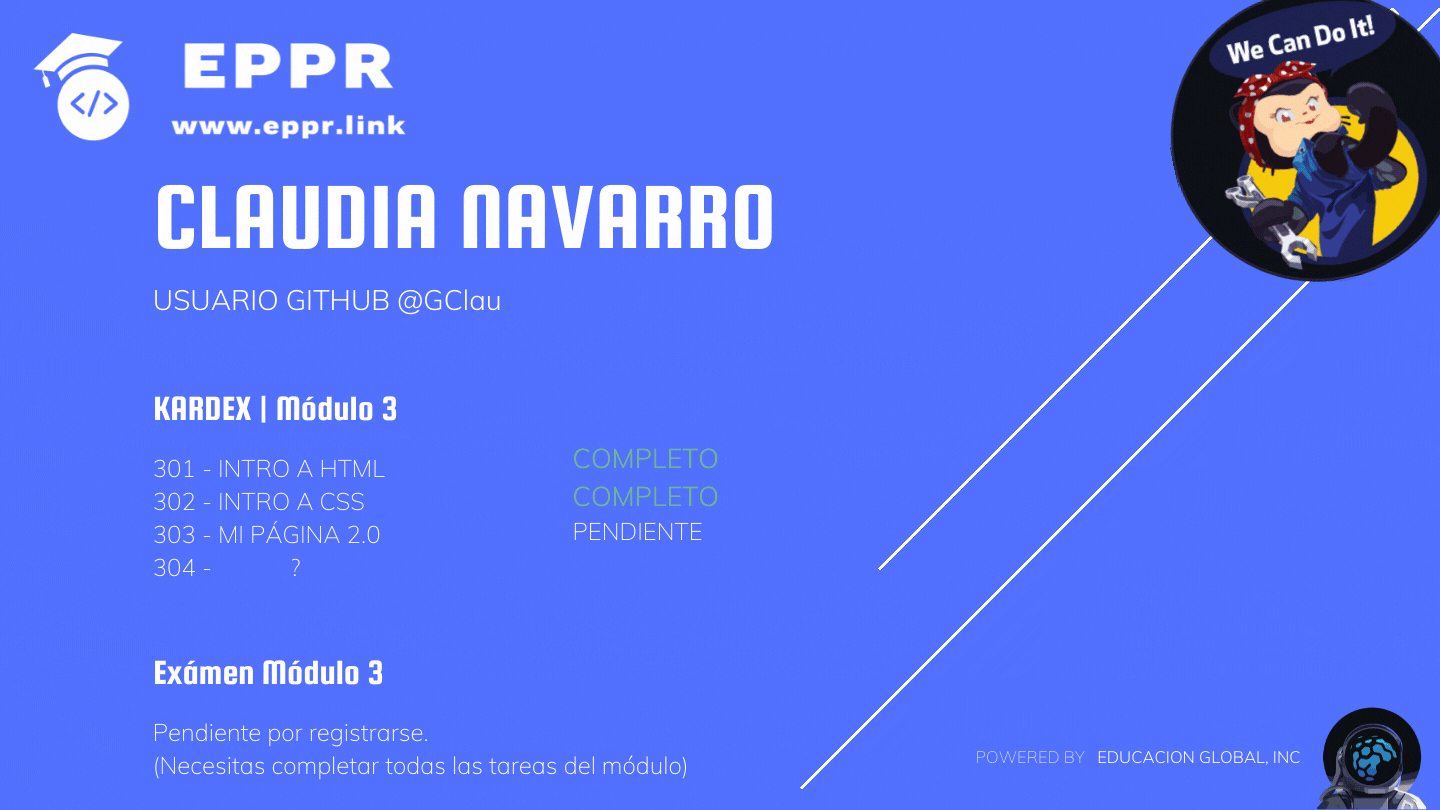 EPPR
www.eppr.link
We Can Do It!
CLAUDIA NAVARRO
USUARIO GITHUB @GClau
KARDEX | Módulo 3
301 - INTRO A HTML COMPLETO
302 - INTRO A CSS COMPLETO
303 - MI PÁGINA 2.0 PENDIENTE
304 - ?
Exámen Módulo 3
Pendiente por registrarse.
(Necesitas completar todas las tareas del módulo)
POWERED BY EDUCACION GLOBAL, INC